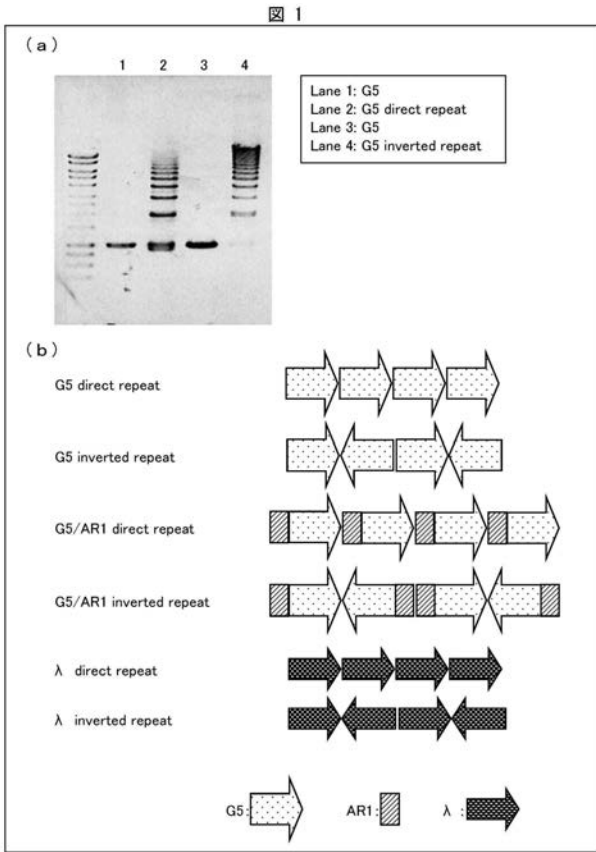 図 1
(a)
1 2 3 4
Lane 1: G5
Lane 2: G5 direct repeat
Lane 3: G5
Lane 4: G5 inverted repeat
(b)
G5 direct repeat
G5 inverted repeat
G5/AR1 direct repeat
G5/AR1 inverted repeat
λ direct repeat
λ inverted repeat
G5: AR1: λ: